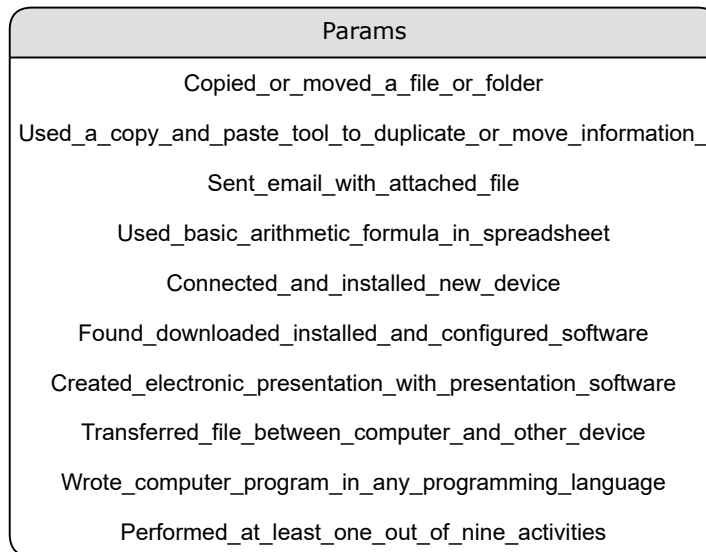 Params
Copied_or_moved_a_file_or_folder
Used_a_copy_and_paste_tool_to_duplicate_or_move_information_
Sent_email_with_attached_file
Used_basic_arithmetic_formula_in_spreadsheet
Connected_and_installed_new_device
Found_downloaded_installed_and_configured_software
Created_electronic_presentation_with_presentation_software
Transferred_file_between_computer_and_other_device
Wrote_computer_program_in_any_programming_language
Performed_at_least_one_out_of_nine_activities